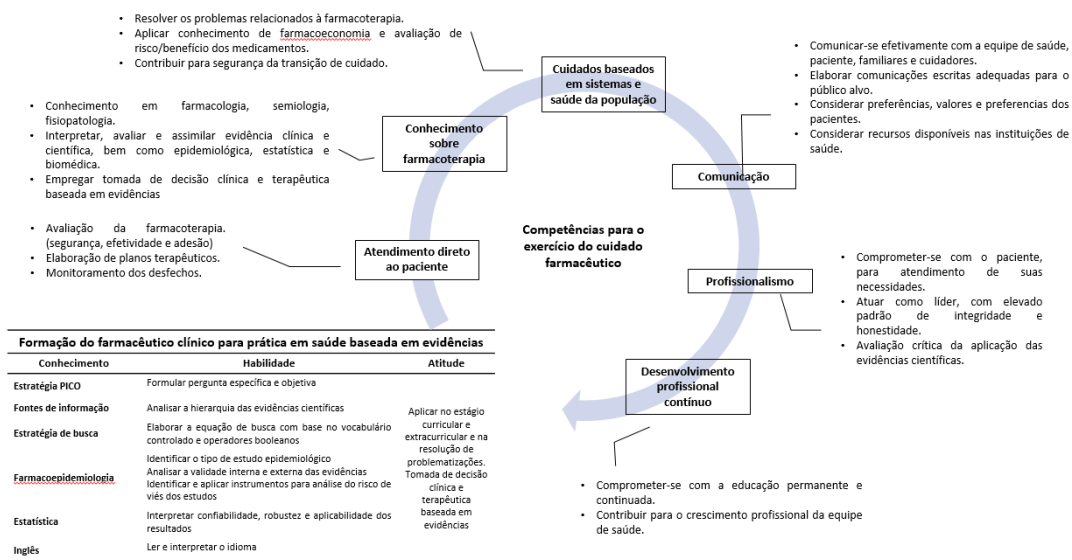 • Resolver os problemas relacionados à farmacoterapia.
• Aplicar conhecimento de farmacoeconomia e avaliação de
risco/benefício dos medicamentos.
• Contribuir para segurança da transição de cuidado.
Cuidados baseados
em sistemas e
saúde da população
• Comunicar-se efetivamente com a equipe de saúde,
paciente, familiares e cuidadores.
• Elaborar comunicações escritas adequadas para o
público alvo.
• Considerar preferências, valores e preferencias dos
pacientes.
• Considerar recursos disponíveis nas instituições de
saúde.
Comunicação
• Conhecimento em farmacologia, semiologia,
fisiopatologia.
• Interpretar, avaliar e assimilar evidência clínica e
científica, bem como epidemiológica, estatística e
biomédica.
• Empregar tomada de decisão clínica e terapêutica
baseada em evidências
Conhecimento
sobre
farmacoterapia
• Avaliação da farmacoterapia.
(segurança, efetividade e adesão)
• Elaboração de planos terapêuticos.
• Monitoramento dos desfechos.
Atendimento direto
ao paciente
Competências para o
exercício do cuidado
farmacêutico
Profissionalismo
• Comprometer-se com o paciente,
para atendimento de suas
necessidades.
• Atuar como líder, com elevado
padrão de integridade e
honestidade.
• Avaliação crítica da aplicação das
evidências científicas.
Desenvolvimento
profissional
contínuo
• Comprometer-se com a educação permanente e
continuada.
• Contribuir para o crescimento profissional da equipe
de saúde.
Formação do farmacêutico clínico para prática em saúde baseada em evidências
Conhecimento Habilidade Atitude
Estratégia PICO Formular pergunta específica e objetiva
Fontes de informação Analisar a hierarquia das evidências científicas
Estratégia de busca Elaborar a equação de busca com base no vocabulário
controlado e operadores booleanos
Farmacoepidemiologia
Identificar o tipo de estudo epidemiológico
Analisar a validade interna e externa das evidências
Identificar e aplicar instrumentos para análise do risco de
viés dos estudos
Estatística Interpretar confiabilidade, robustez e aplicabilidade dos
resultados
Inglês Ler e interpretar o idioma
Aplicar no estágio
curricular e
extracurricular e na
resolução de
problematizações.
Tomada de decisão
clínica e
terapêutica
baseada em
evidências